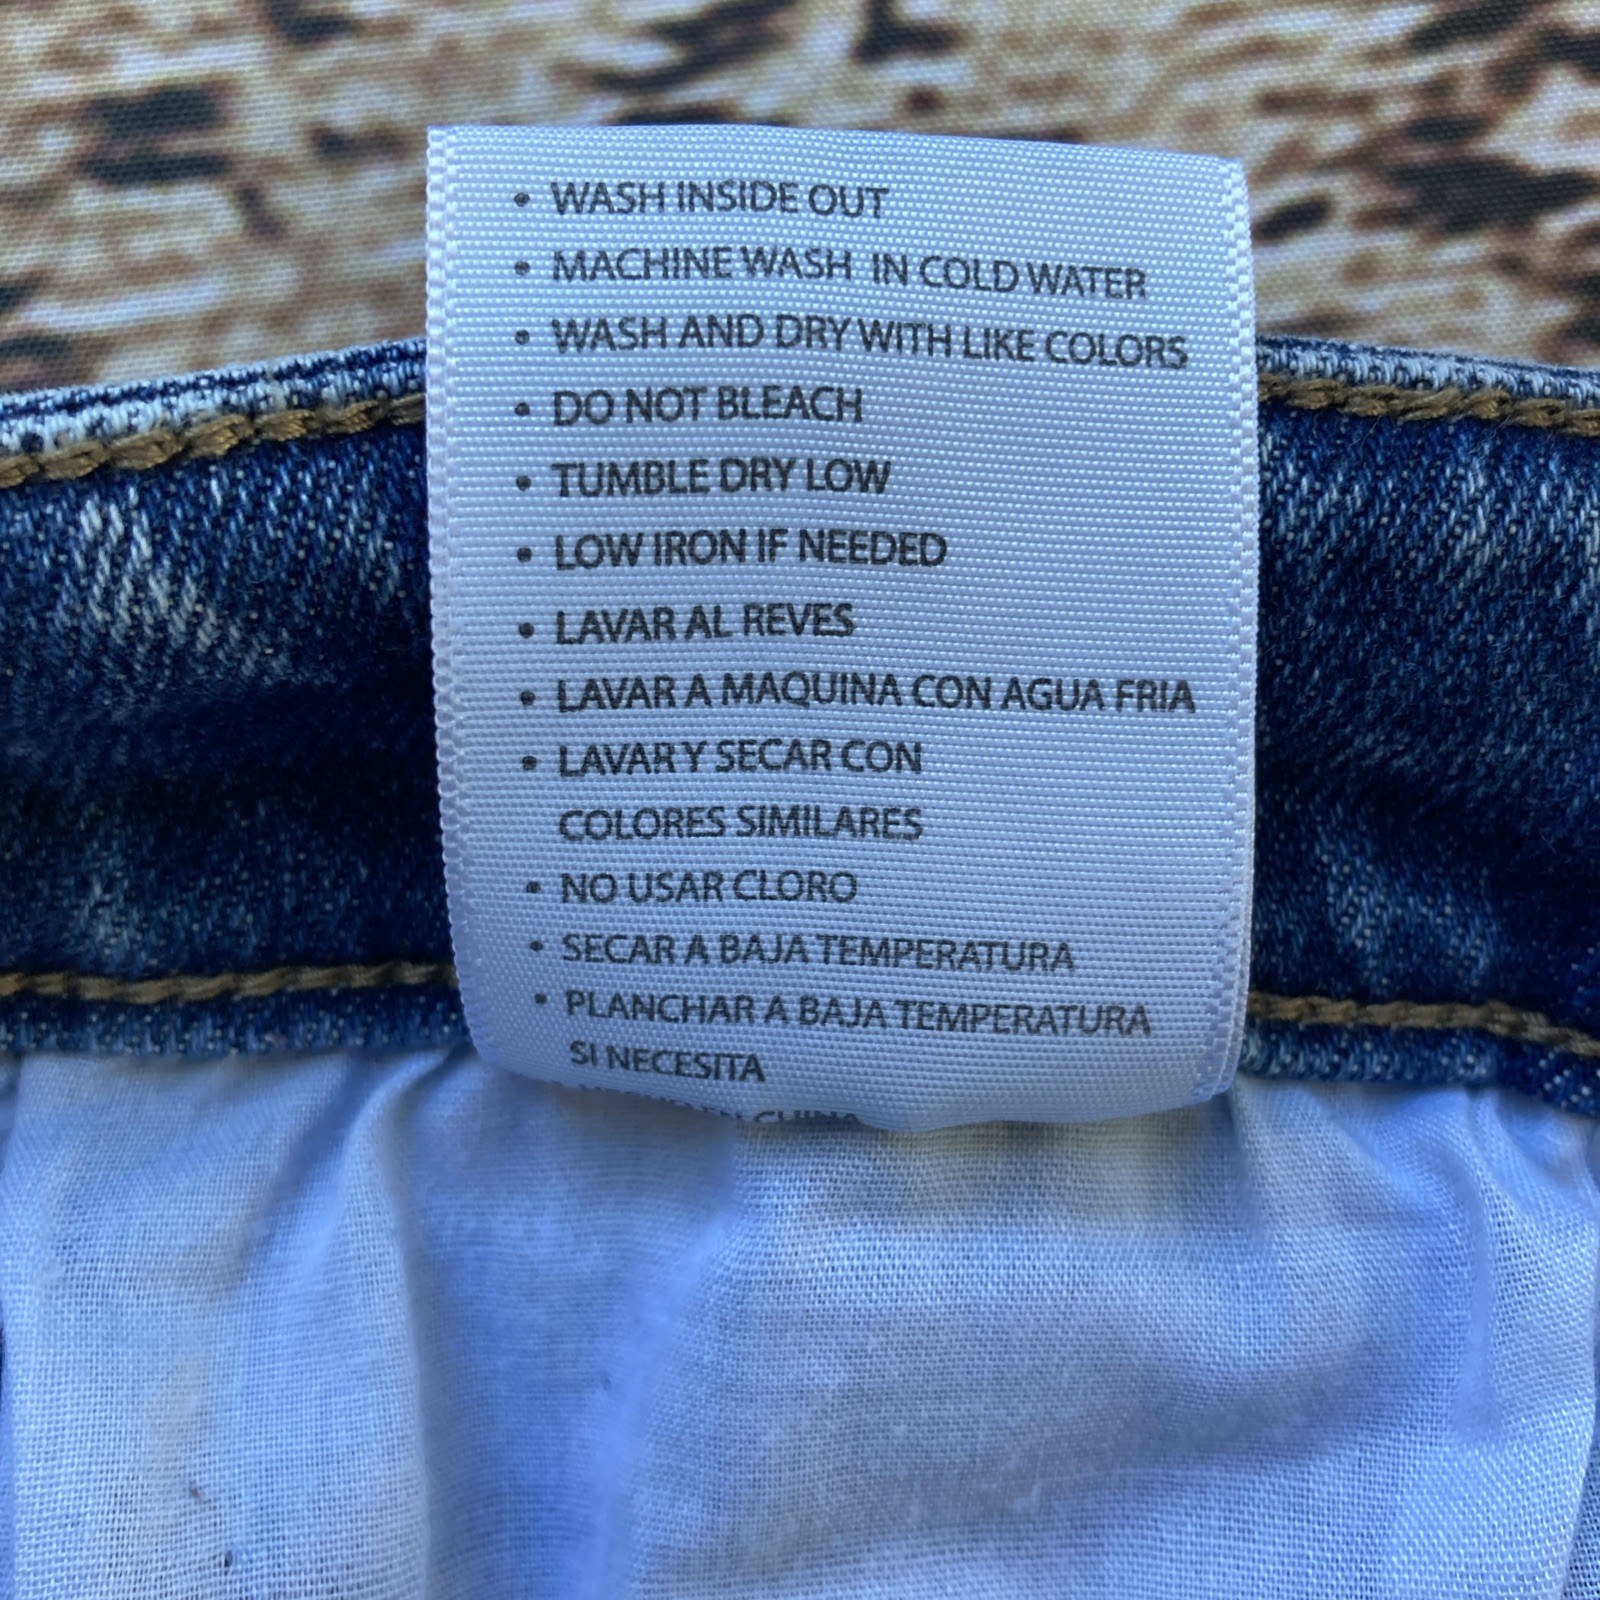 • WASH INSIDE OUT
• MACHINE WASH IN COLD WATER
• WASH AND DRY WITH LIKE COLORS
• DO NOT BLEACH
• TUMBLE DRY LOW
• LOW IRON IF NEEDED
• LAVAR AL REVES
• LAVAR A MAQUINA CON AGUA FRIA
• LAVAR Y SECAR CON
COLORES SIMILARES
• NO USAR CLORO
• SECAR A BAJA TEMPERATURA
• PLANCHAR A BAJA TEMPERATURA
SI NECESITA
EN CHINA